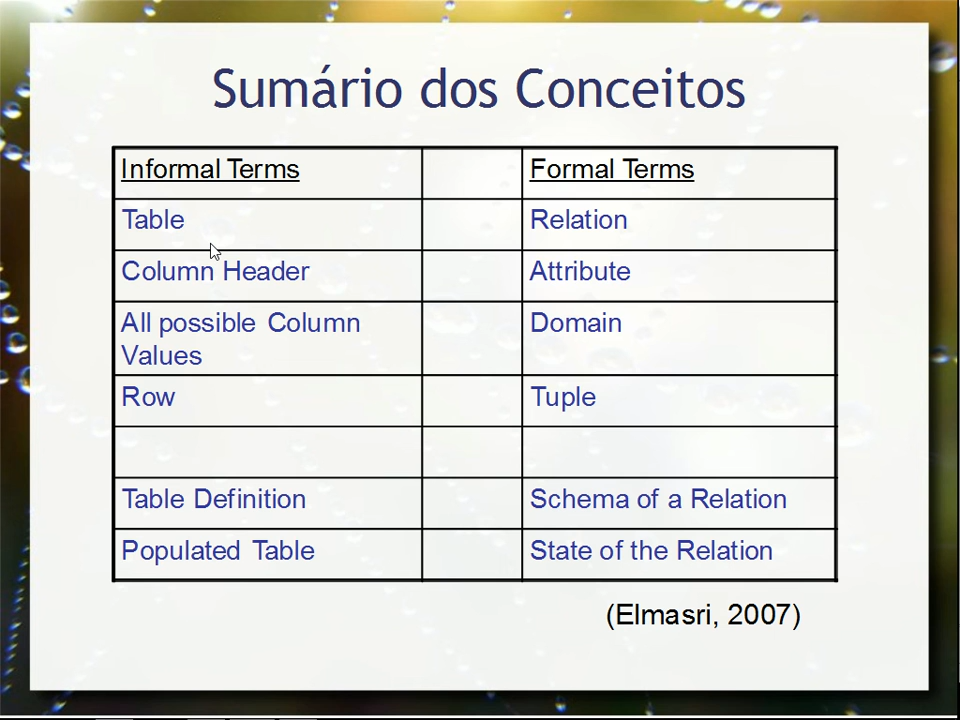 Sumário dos Conceitos
Informal Terms Formal Terms
Table Relation
Column Header Attribute
All possible Column Domain
Values
Row Tuple
Table Definition Schema of a Relation
Populated Table State of the Relation
(Elmasri, 2007)